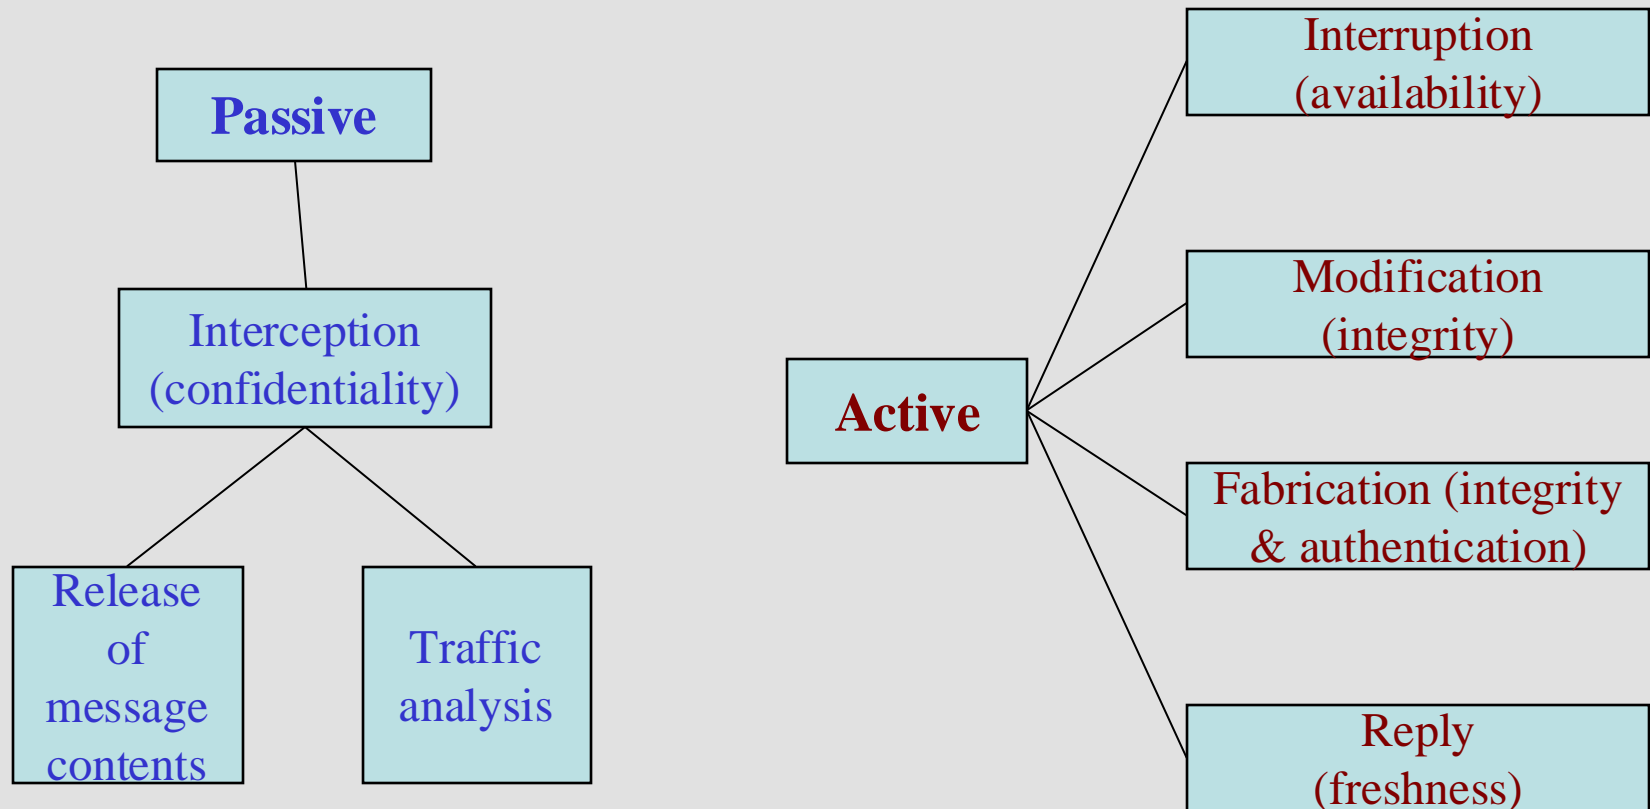 Passive
Interception
(confidentiality)
Release
of
message
contents
Traffic
analysis
Active
Interruption
(availability)
Modification
(integrity)
Fabrication (integrity
& authentication)
Reply
(freshness)